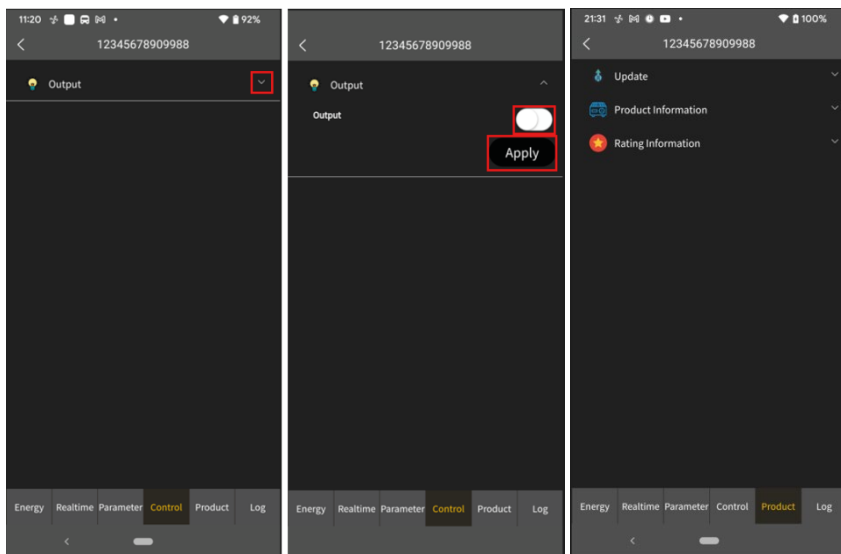 11:20
92%
12345678909988
Output
Energy Realtime Parameter Control Product Log
12345678909988
Output
Output
Apply
Energy Realtime Parameter Control Product Log
21:31
100%
12345678909988
Update
Product Information
Rating Information
Energy Realtime Parameter Control Product Log